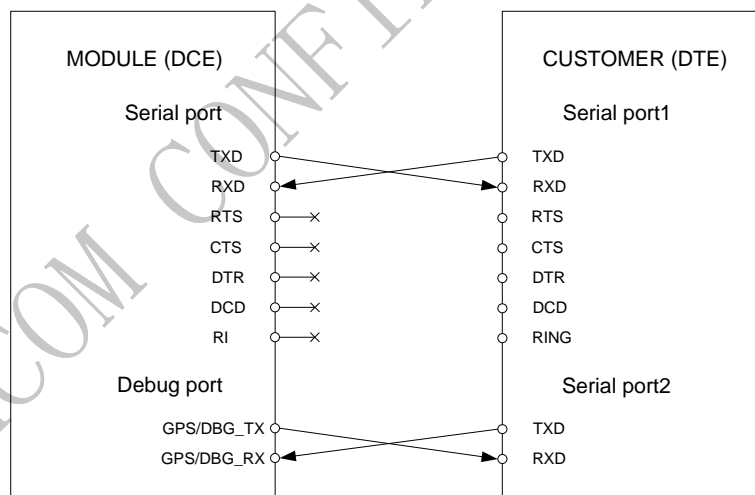 MODULE (DCE)
Serial port
TXD
RXD
RTS
CTS
DTR
DCD
RI
Debug port
GPS/DBG_TX
GPS/DBG_RX
CUSTOMER (DTE)
Serial port1
TXD
RXD
RTS
CTS
DTR
DCD
RING
Serial port2
TXD
RXD